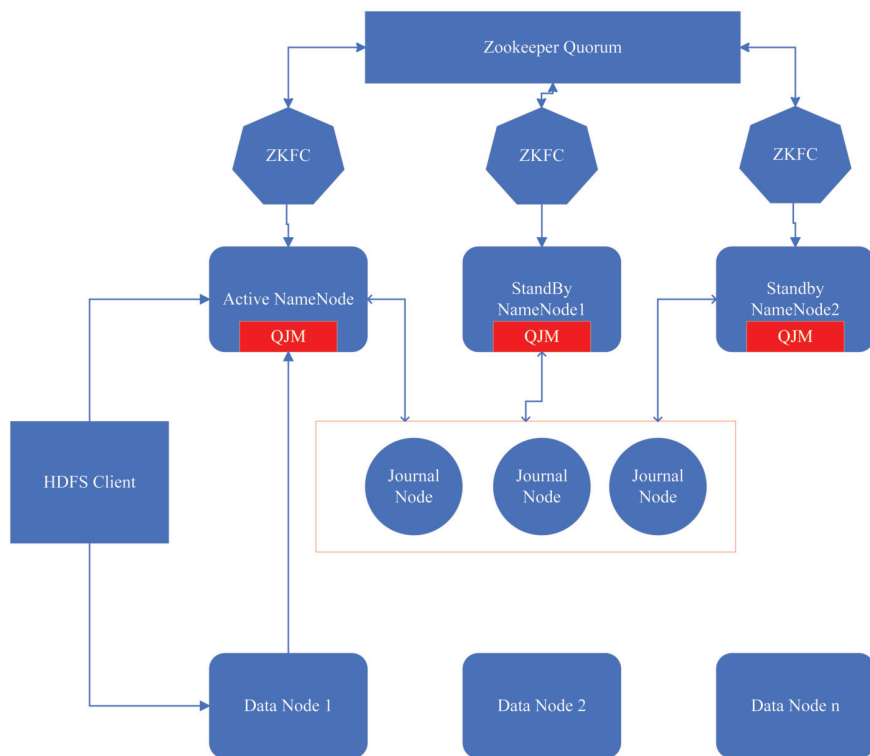 Zookeeper Quorum
ZKFC
ZKFC
ZKFC
Active NameNode
QJM
StandBy
NameNode1
QJM
Standby
NameNode2
QJM
HDFS Client
Journal
Node
Journal
Node
Journal
Node
Data Node 1
Data Node 2
Data Node n